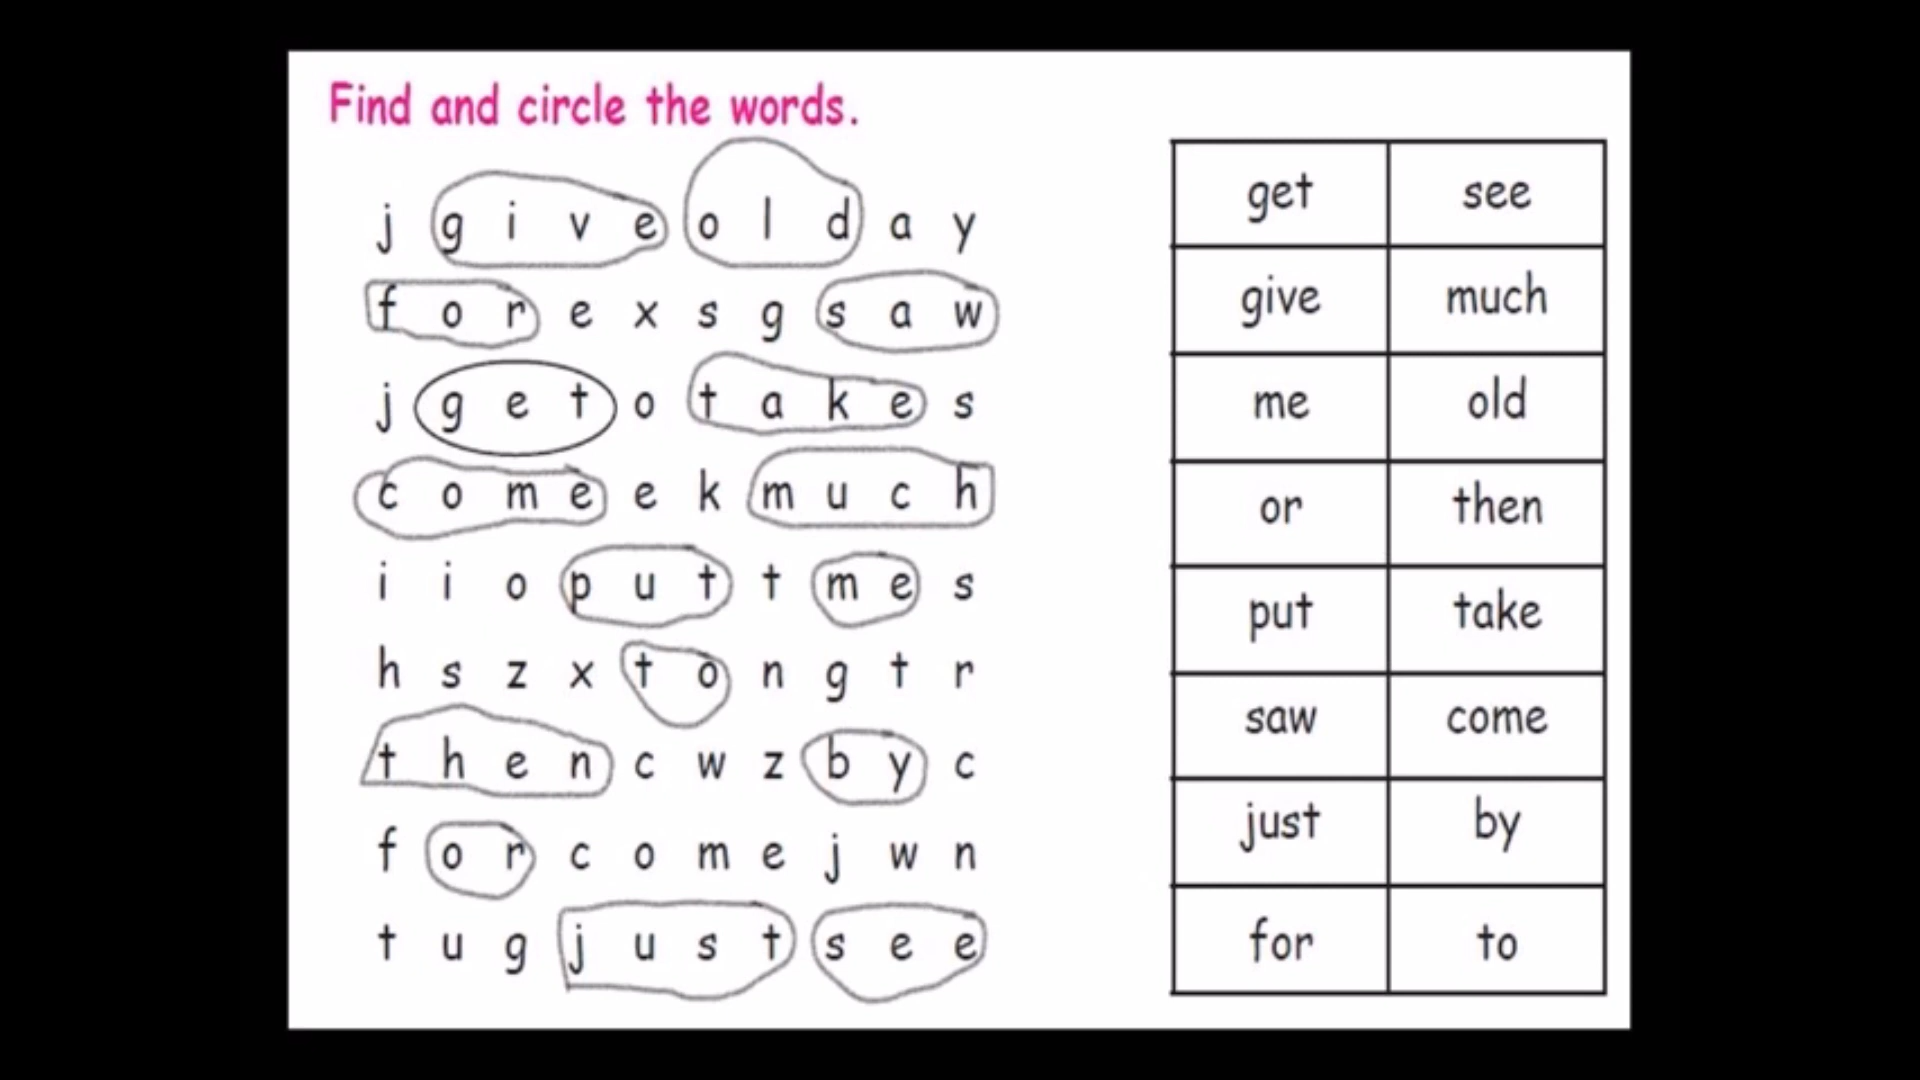 Find and circle the words.
j g i v e o l d a y
f o r e x s g s a w
j g e t o t a k e s
c o m e e k m u c h
i i o p u t t m e s
h s z x t o n g t r
t h e n c w z b y c
f o r c o m e j w n
t u g j u s t s e e
get see
give much
me old
or then
put take
saw come
just by
for to